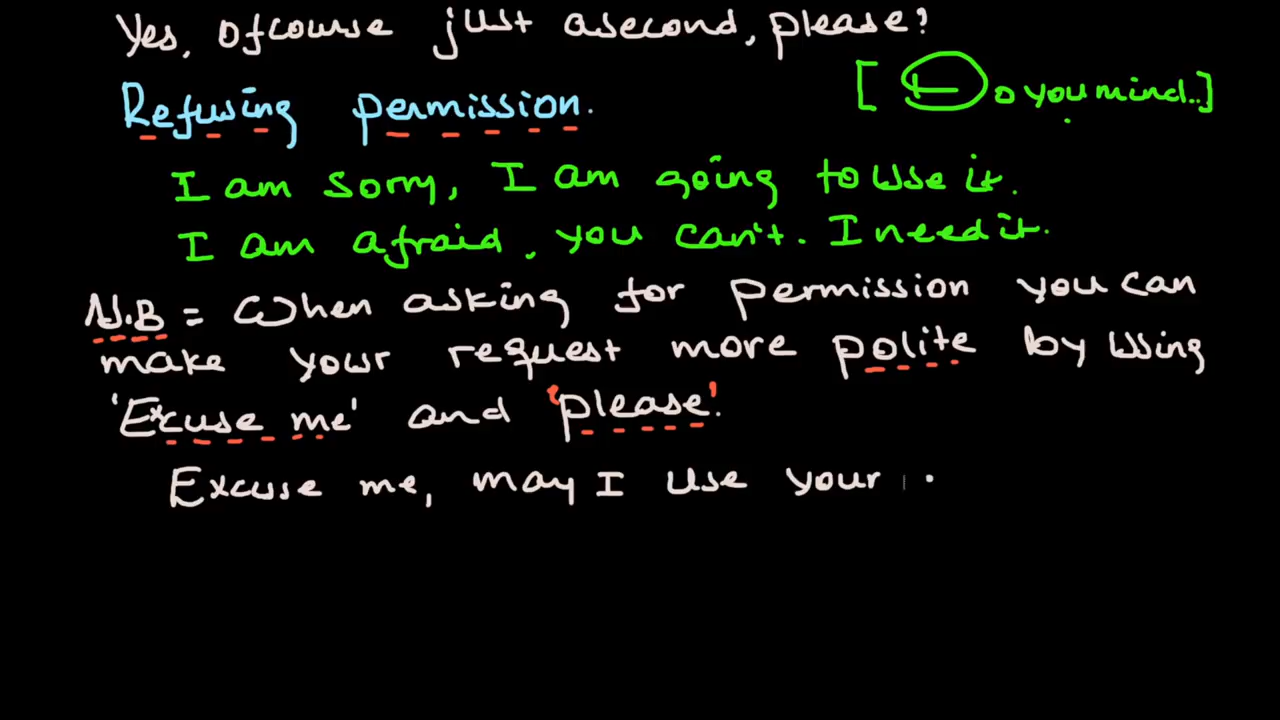 Yes, ofcourse just asecond, please?
Refusing permission.
[ Do you mind..]
I am sorry, I am going to use it.
I am afraid, you can't. I need it.
N.B = When asking for permission you can
make your request more polite by using
'Excuse me' and 'please'.
Excuse me, may I use your